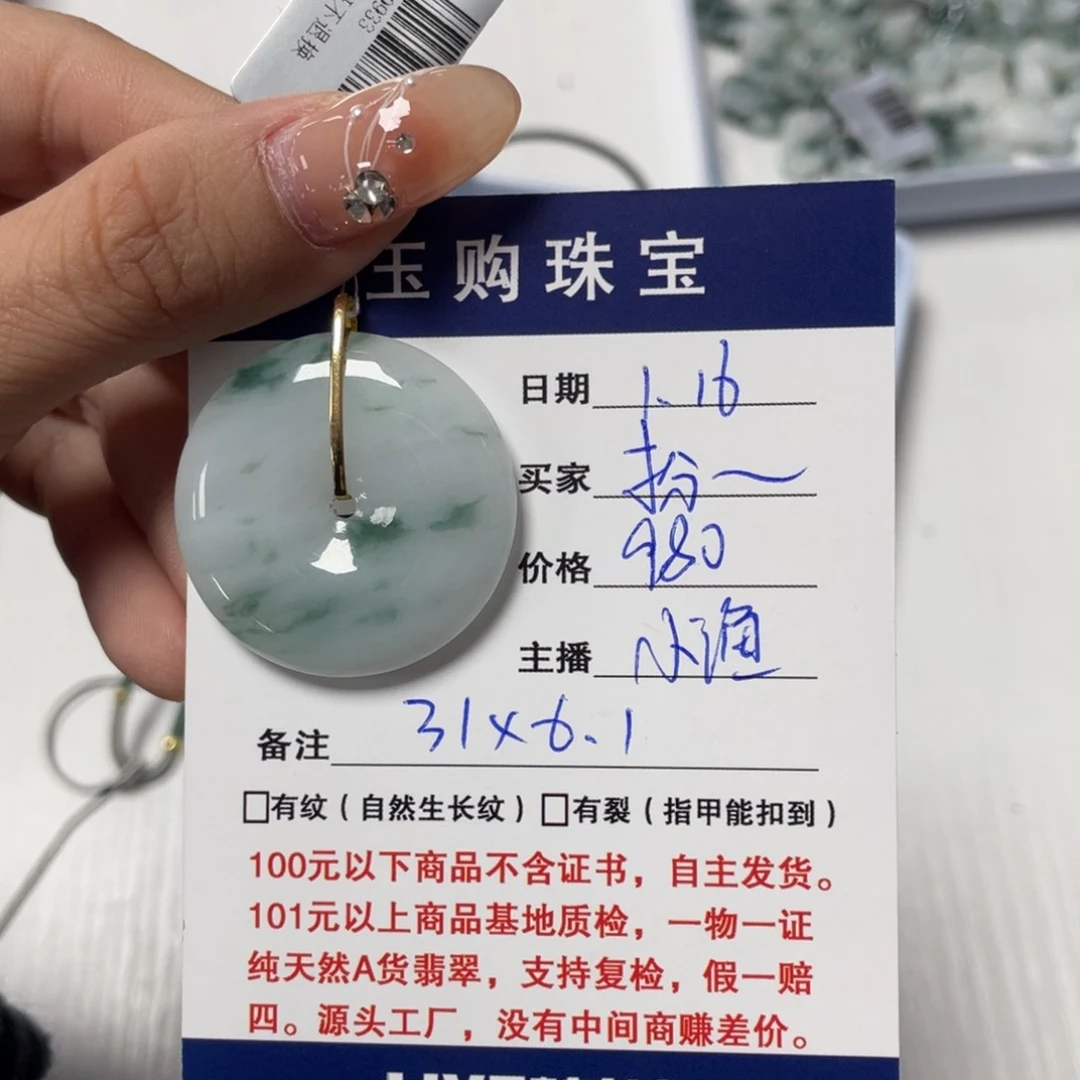 不退换
玉购珠宝
日期 1.16
买家 扮一
价格 980
主播 小渔
备注 31x6.1
□有纹（自然生长纹）□有裂（指甲能扣到）
100元以下商品不含证书，自主发货。
101元以上商品基地质检，一物一证
纯天然A货翡翠，支持复检，假一赔
四。源头工厂，没有中间商赚差价。